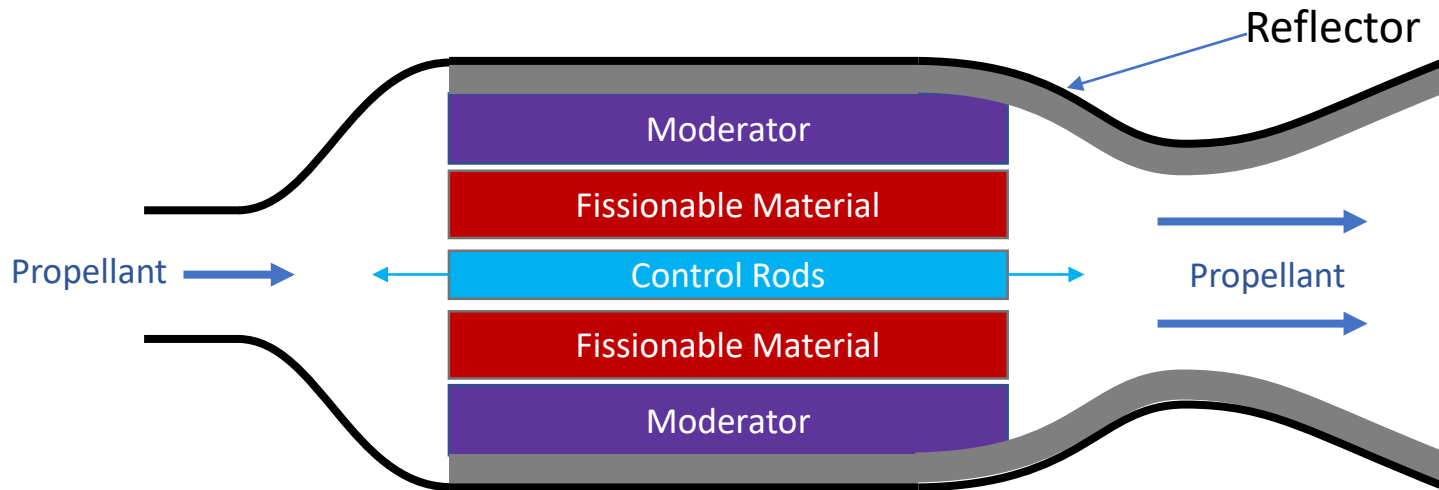 Reflector
Moderator
Fissionable Material
Propellant
Control Rods
Propellant
Fissionable Material
Moderator